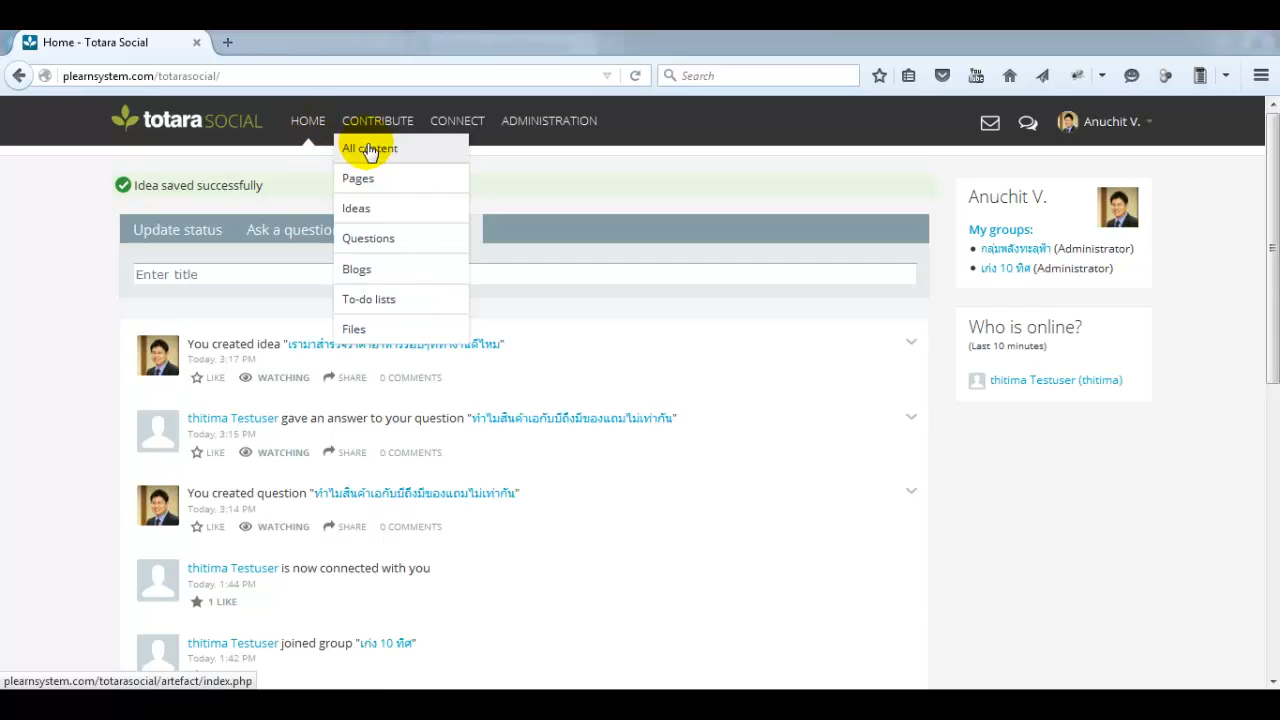 Home - Totara Social
plearnsystem.com/totarasocial/
Search
You Tube
totara SOCIAL
HOME CONTRIBUTE CONNECT ADMINISTRATION
Anuchit V.
All content
Pages
Ideas
Questions
Blogs
To-do lists
Files
Idea saved successfully
Update status Ask a question
Enter title
You created idea "เรามาสำรวจราคาอาหารรอบๆที่ทำงานดีไหม"
Today, 3:17 PM
LIKE WATCHING SHARE 0 COMMENTS
thitima Testuser gave an answer to your question "ทำไมสินค้าเอกับบีถึงมีของแถมไม่เท่ากัน"
Today, 3:15 PM
LIKE WATCHING SHARE 0 COMMENTS
You created question "ทำไมสินค้าเอกับบีถึงมีของแถมไม่เท่ากัน"
Today, 3:14 PM
LIKE WATCHING SHARE 0 COMMENTS
thitima Testuser is now connected with you
Today, 1:44 PM
1 LIKE
thitima Testuser joined group "เก่ง 10 ทิศ"
Today, 1:42 PM
Anuchit V.
My groups:
กลุ่มพลังทะลุฟ้า (Administrator)
เก่ง 10 ทิศ (Administrator)
Who is online?
(Last 10 minutes)
thitima Testuser (thitima)
plearnsystem.com/totarasocial/artefact/index.php